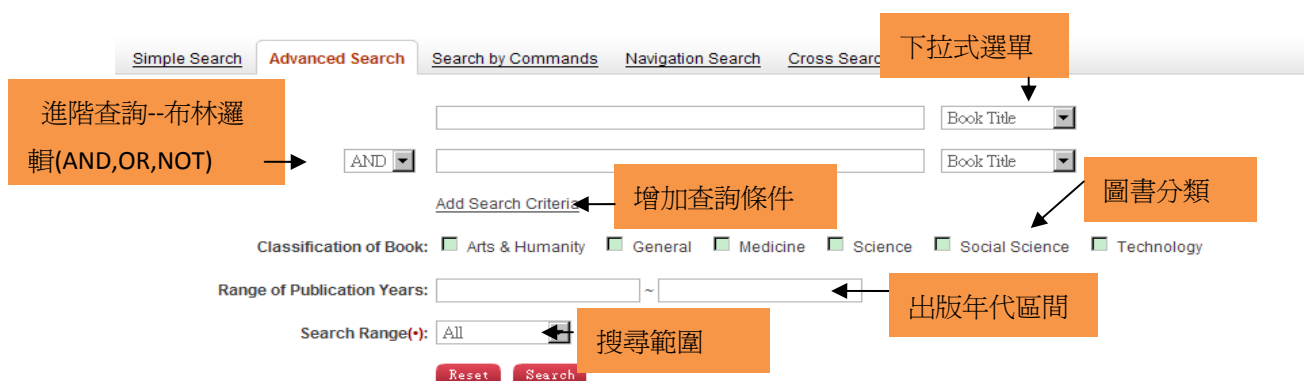 下拉式選單
Simple Search Advanced Search Search by Commands Navigation Search Cross Searc
進階查詢--布林邏
輯(AND,OR,NOT)
Book Title
AND Book Title
Add Search Criteria
增加查詢條件
圖書分類
Classification of Book: Arts & Humanity General Medicine Science Social Science Technology
Range of Publication Years: ~
出版年代區間
Search Range(•): All
搜尋範圍
Reset Search